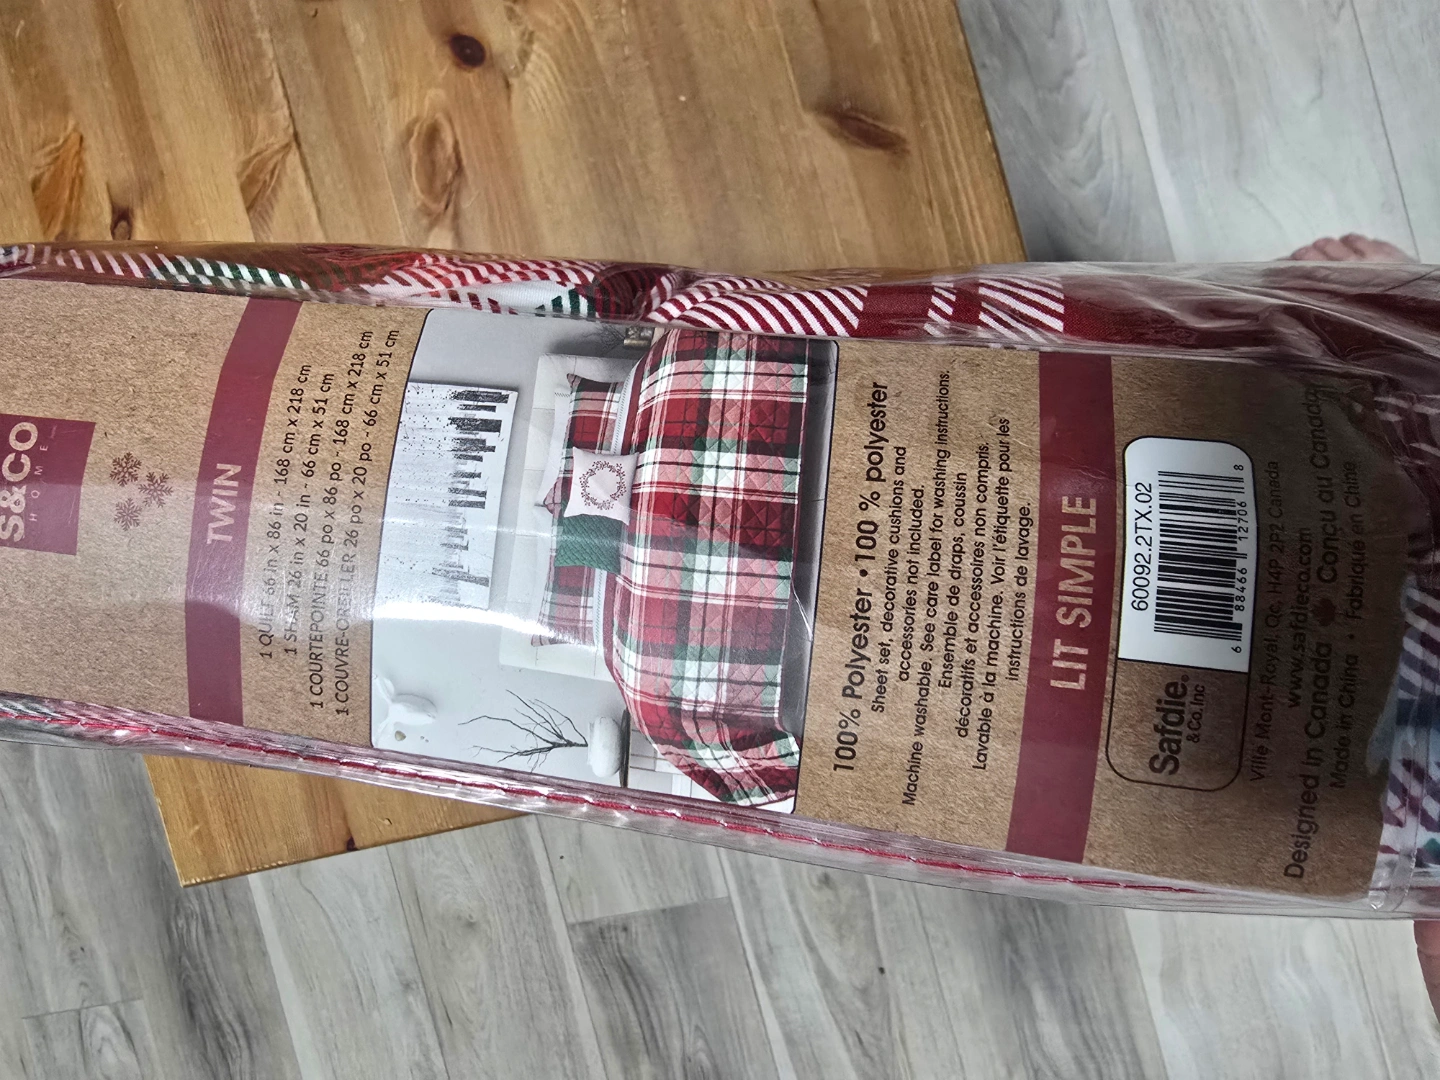 S&CO
HOME
TWIN
1 QUILT 66 in x 86 in - 168 cm x 218 cm
1 SHAM 26 in x 20 in - 66 cm x 51 cm
1 COURTEPOINTE 66 po x 86 po - 168 cm x 218 cm
1 COUVRE-OREILLER 26 po x 20 po - 66 cm x 51 cm
100% Polyester • 100 % polyester
Sheet set, decorative cushions and
accessories not included.
Machine washable. See care label for washing instructions.
Ensemble de draps, coussin
décoratifs et accessoires non compris.
Lavable à la machine. Voir l'étiquette pour les
instructions de lavage.
LIT SIMPLE
60092.2TX.02
6 88466 12706 8
Safdie®
& Co. Inc
Ville Mont-Royal, Qc, H4P 2P2 Canada
www.safdieco.com
Designed in Canada Conçu au Canada
Made in China • Fabriqué en Chine